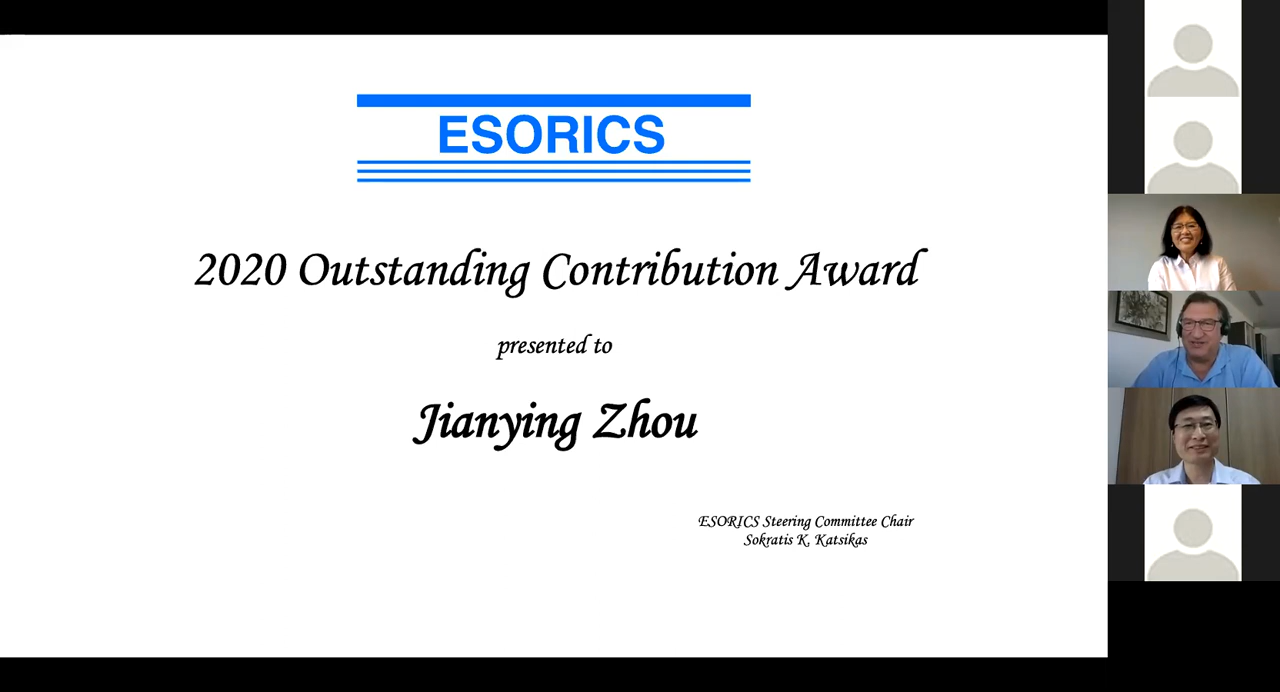 ESORICS
2020 Outstanding Contribution Award
presented to
Jianying Zhou
ESORICS Steering Committee Chair
Sokratis K. Katsikas